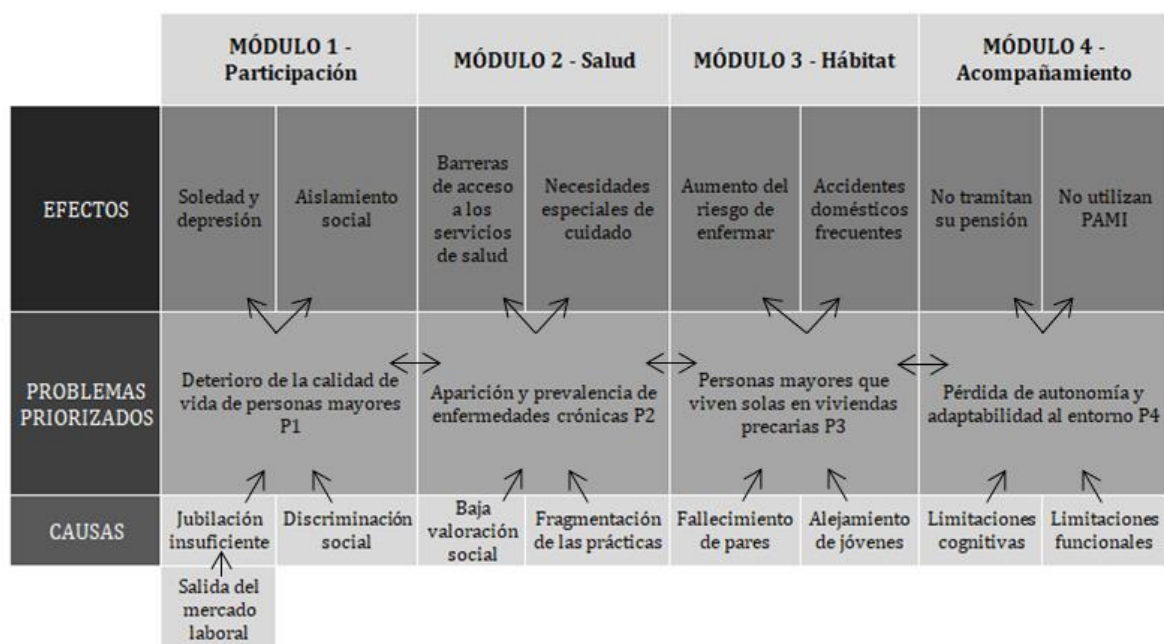 MÓDULO 1 -
Participación
MÓDULO 2 - Salud
MÓDULO 3 - Hábitat
MÓDULO 4 -
Acompañamiento
EFECTOS
Soledad y
depresión
Aislamiento
social
Barreras
de acceso
a los
servicios
de salud
Necesidades
especiales de
cuidado
Aumento del
riesgo de
enfermar
Accidentes
domésticos
frecuentes
No tramitan
su pensión
No utilizan
PAMI
PROBLEMAS
PRIORIZADOS
Deterioro de la calidad de
vida de personas mayores
P1
Aparición y prevalencia de
enfermedades crónicas P2
Personas mayores que
viven solas en viviendas
precarias P3
Pérdida de autonomía y
adaptabilidad al entorno P4
CAUSAS
Jubilación
insuficiente
Discriminación
social
Baja
valoración
social
Fragmentación
de las prácticas
Fallecimiento
de pares
Alejamiento
de jóvenes
Limitaciones
cognitivas
Limitaciones
funcionales
Salida del
mercado
laboral